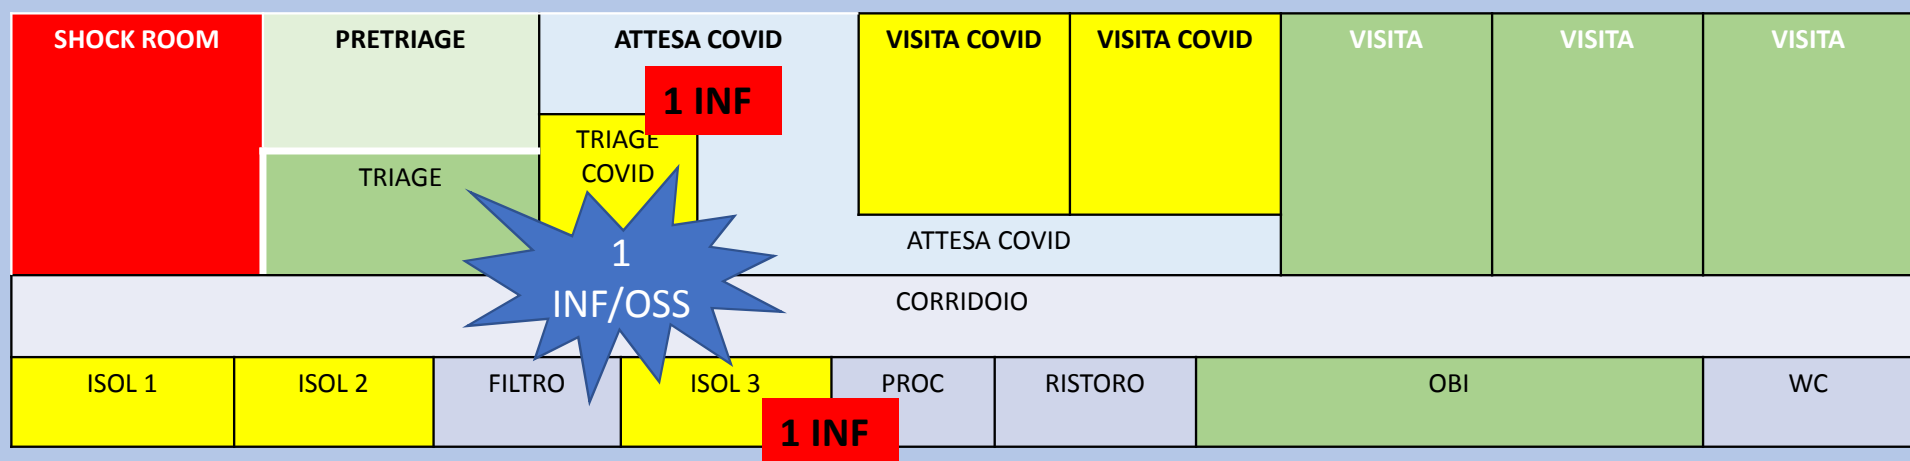 SHOCK ROOM
PRETRIAGE
ATTESA COVID
VISITA COVID
VISITA COVID
VISITA
VISITA
VISITA
1 INF
TRIAGE
COVID
TRIAGE
ATTESA COVID
1
INF/OSS
CORRIDOIO
ISOL 1
ISOL 2
FILTRO
ISOL 3
PROC
RISTORO
OBI
WC
1 INF